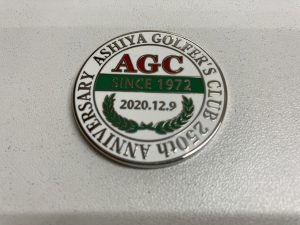 ASHIYA GOLFER'S CLUB 250th ANNIVERSARY
AGC
SINCE 1972
2020.12.9